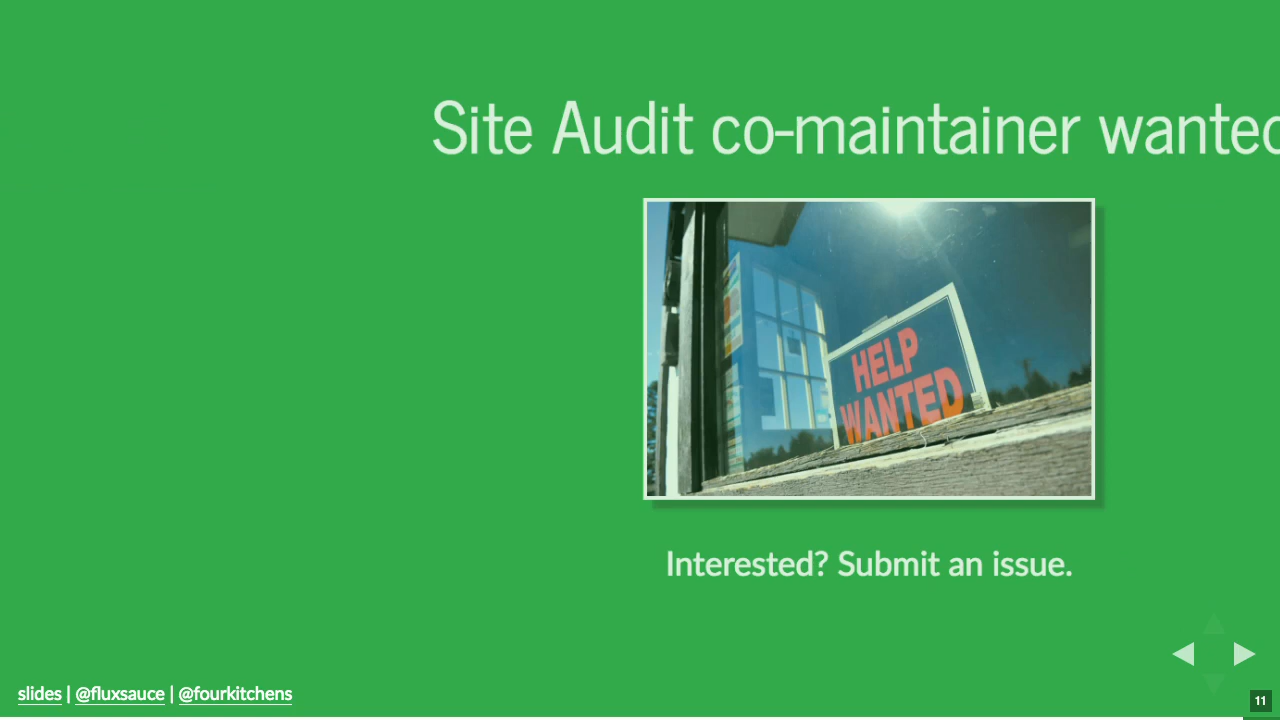 Site Audit co-maintainer wanted
HELP
WANTED
Interested? Submit an issue.
slides | @fluxsauce | @fourkitchens
11